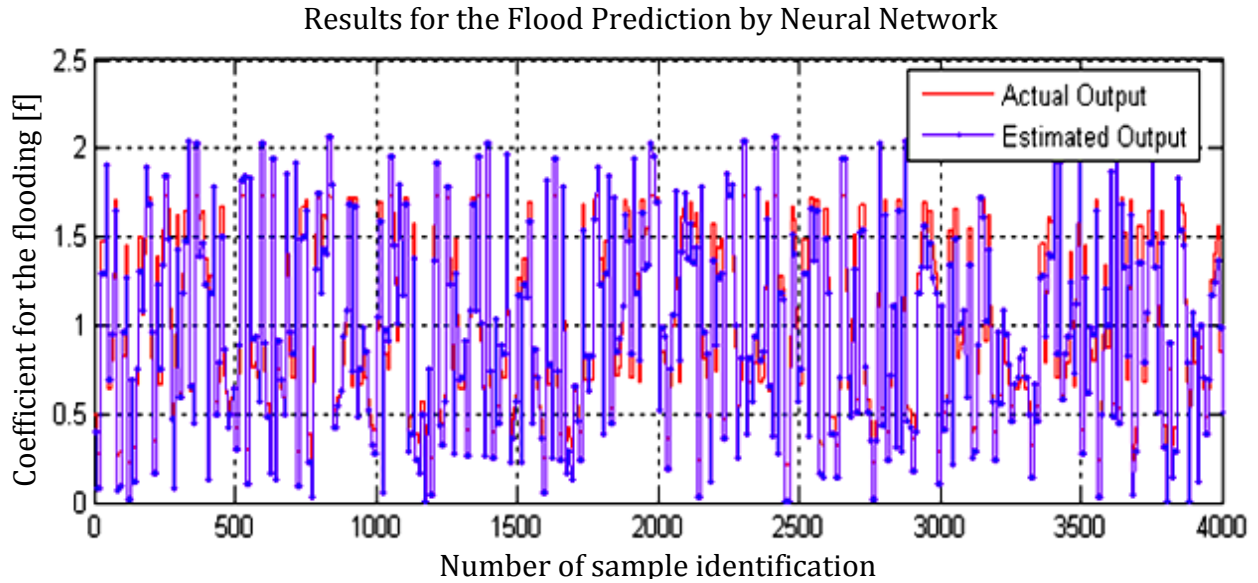 Results for the Flood Prediction by Neural Network
2.5
2
1.5
1
0.5
0
Coefficient for the flooding [f]
Actual Output
Estimated Output
0 500 1000 1500 2000 2500 3000 3500 4000
Number of sample identification